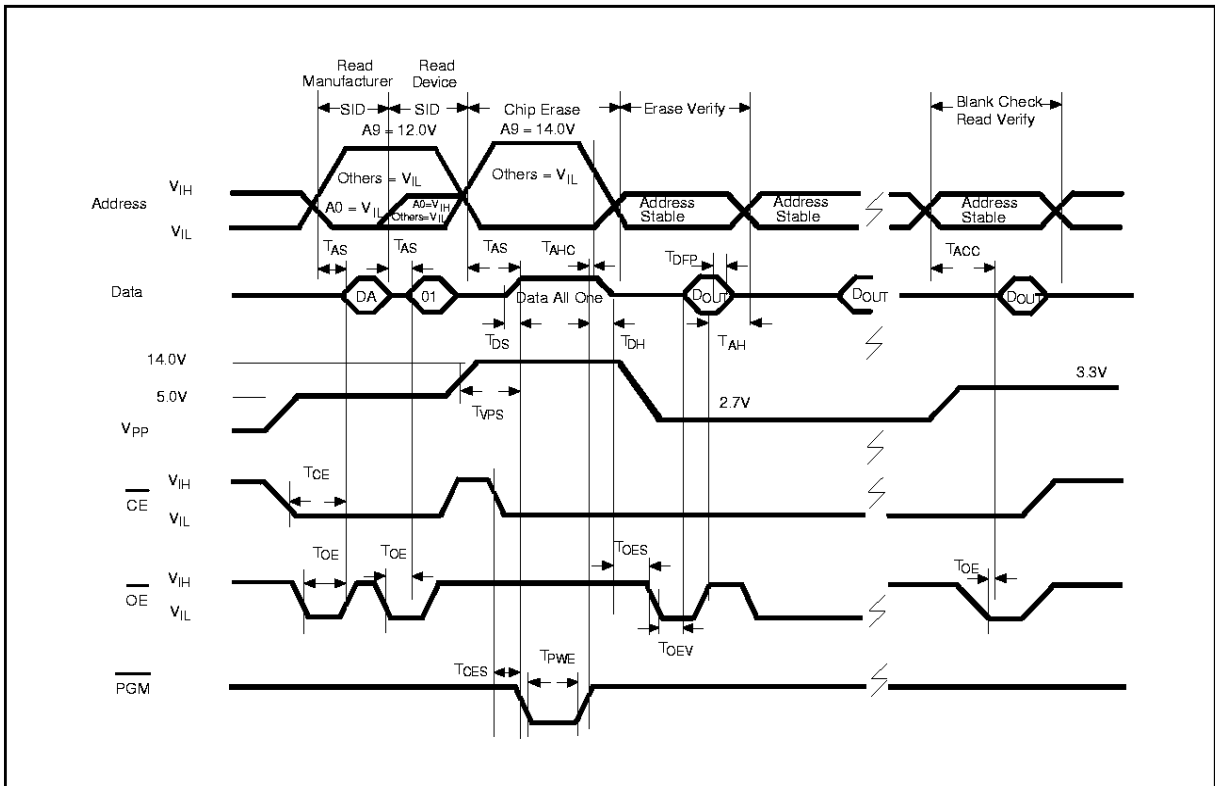 Read Manufacturer
Read Device
SID
SID
Chip Erase
Erase Verify
Blank Check
Read Verify
A9 = 12.0V
A9 = 14.0V
Address
VIH
VIL
Others = VIL
A0 = VIL
A0=VIH
Others=VIL
Others = VIL
Address Stable
Address Stable
Address Stable
TAS
TAS
TAS
TAHC
TDFP
TACC
Data
DA
01
Data All One
DOUT
DOUT
DOUT
TDS
TDH
TAH
14.0V
5.0V
VPP
TVPS
2.7V
3.3V
CE
VIH
VIL
TCE
OE
VIH
VIL
TOE
TOE
TOES
TOEV
TOE
PGM
TCES
TPWE